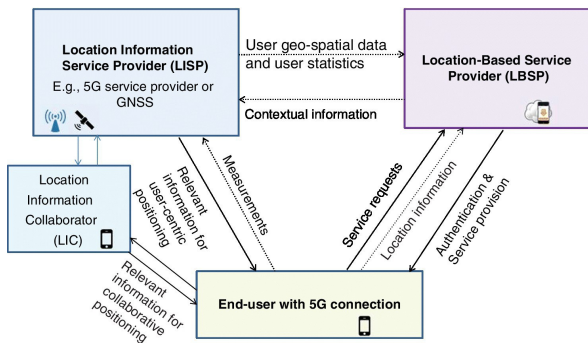 Location Information
Service Provider (LISP)
E.g., 5G service provider or
GNSS
User geo-spatial data
and user statistics
Contextual information
Location-Based Service
Provider (LBSP)
Location
Information
Collaborator
(LIC)
Relevant
information for
user-centric
positioning
Measurements
Service requests
Location information
Authentication &
Service provision
Relevant
information for
collaborative
positioning
End-user with 5G connection